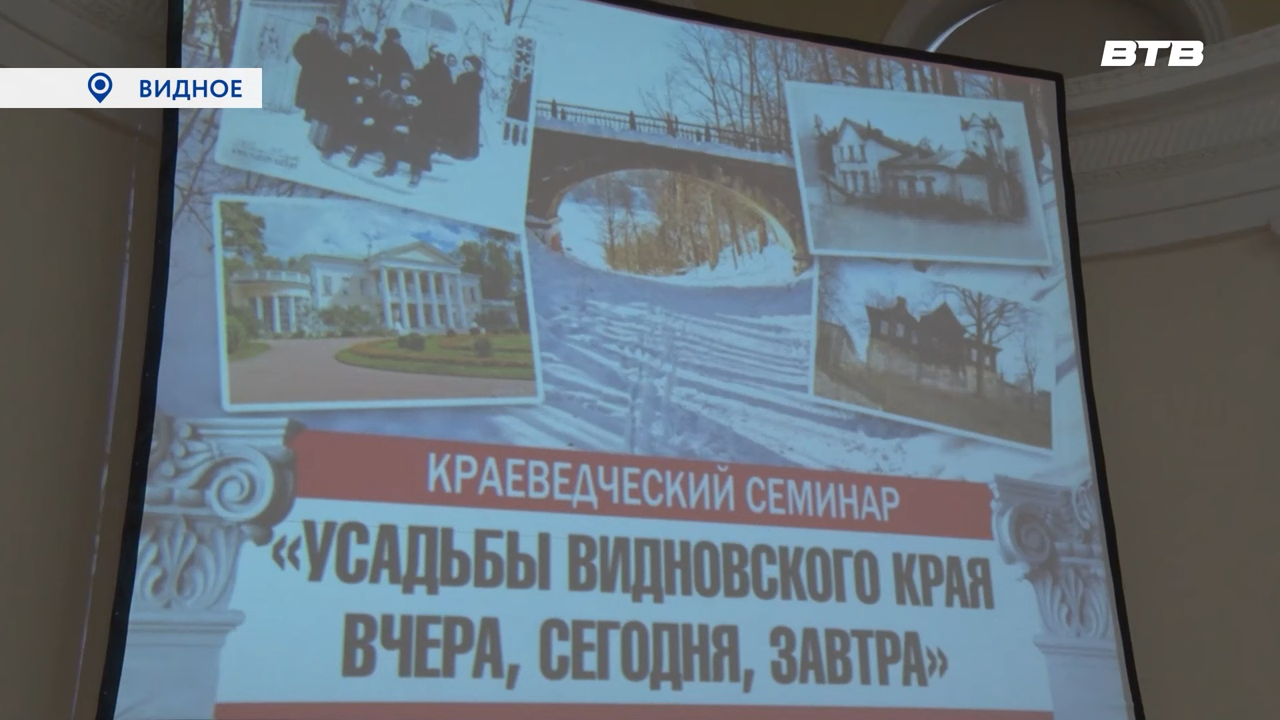 ВТВ
ВИДНОЕ
КРАЕВЕДЧЕСКИЙ СЕМИНАР
«УСАДЬБЫ ВИДНОВСКОГО КРАЯ
ВЧЕРА, СЕГОДНЯ, ЗАВТРА»